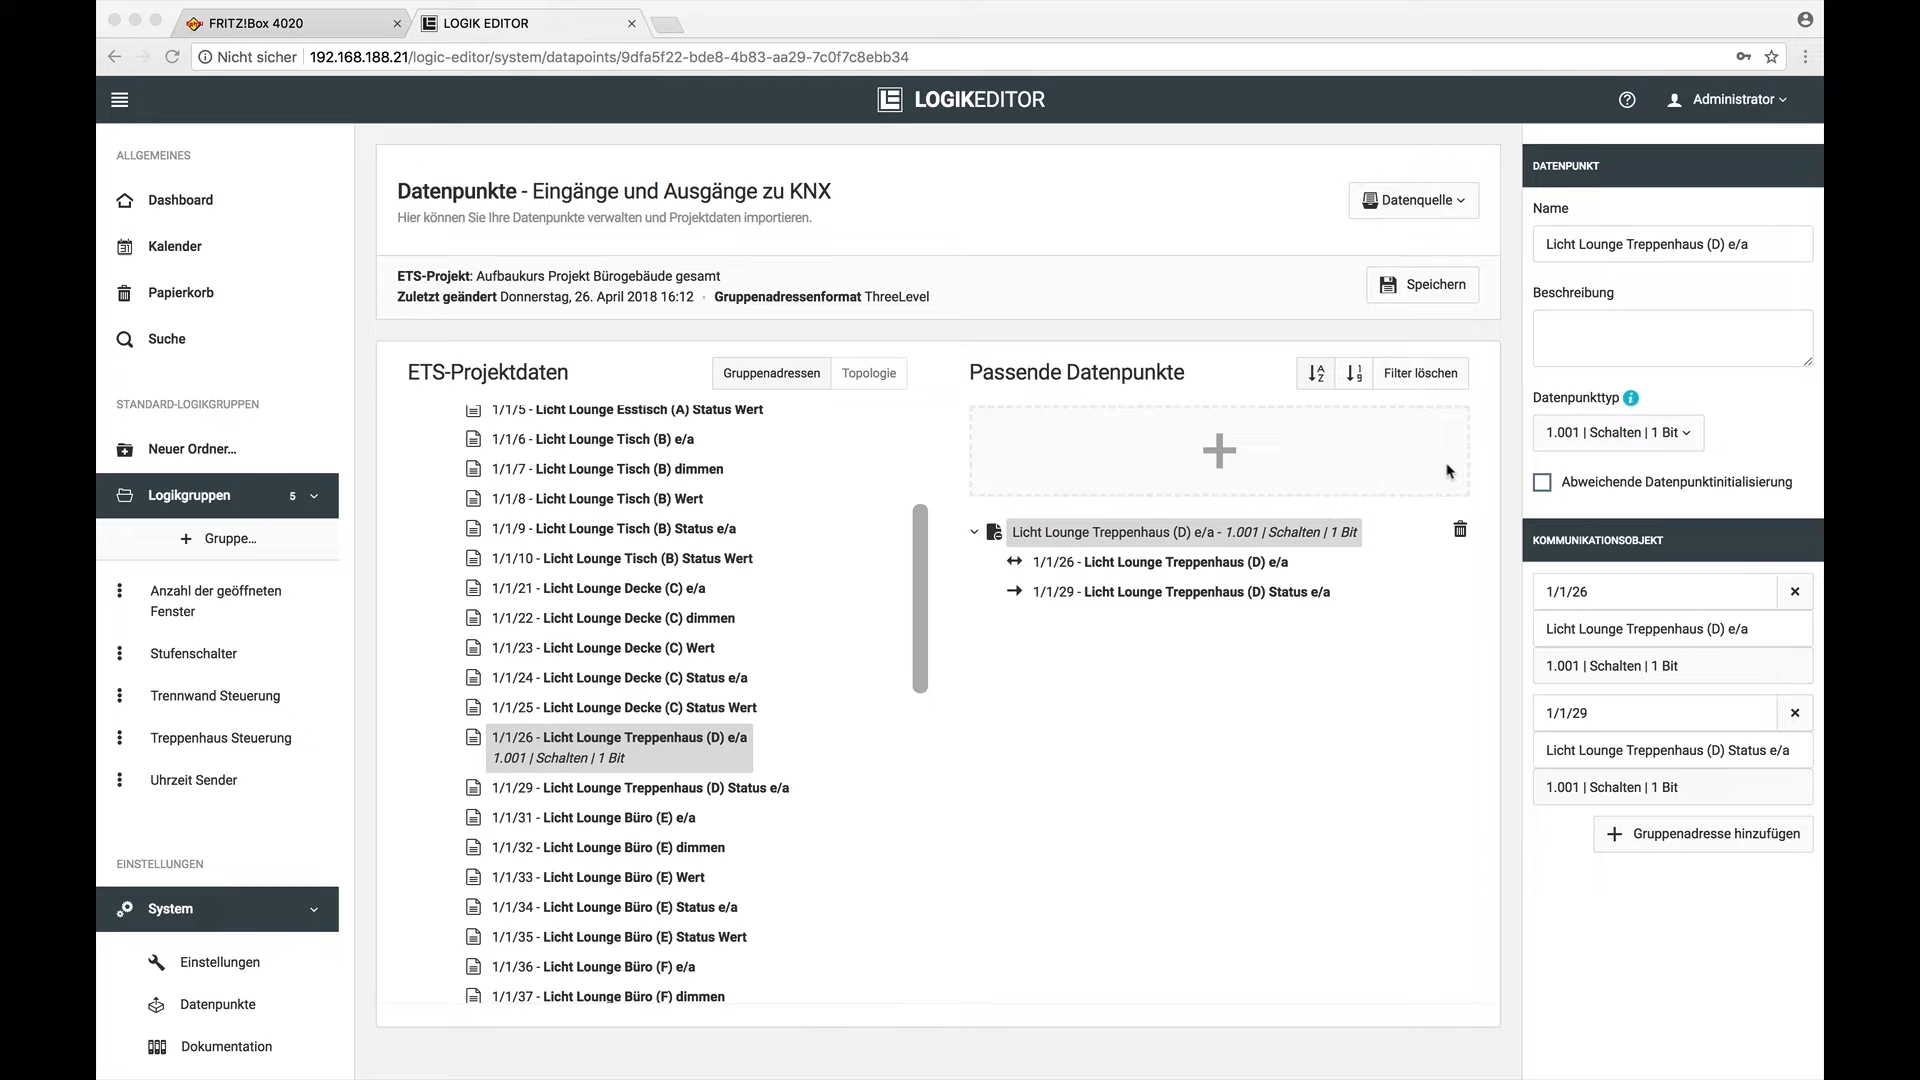 FRITZ!Box 4020
LOGIK EDITOR
Nicht sicher 192.168.188.21/logic-editor/system/datapoints/9dfa5f22-bde8-4b83-aa29-7c0f7c8ebb34
LOGIKEDITOR
Administrator
ALLGEMEINES
Dashboard
Kalender
Papierkorb
Suche
STANDARD-LOGIKGRUPPEN
Neuer Ordner...
Logikgruppen 5
+ Gruppe...
Anzahl der geöffneten
Fenster
Stufenschalter
Trennwand Steuerung
Treppenhaus Steuerung
Uhrzeit Sender
EINSTELLUNGEN
System
Einstellungen
Datenpunkte
Dokumentation
Datenpunkte - Eingänge und Ausgänge zu KNX
Hier können Sie Ihre Datenpunkte verwalten und Projektdaten importieren.
Datenquelle
ETS-Projekt: Aufbaukurs Projekt Bürogebäude gesamt
Zuletzt geändert Donnerstag, 26. April 2018 16:12 · Gruppenadressenformat ThreeLevel
Speichern
ETS-Projektdaten
Gruppenadressen
Topologie
1/1/5 - Licht Lounge Esstisch (A) Status Wert
1/1/6 - Licht Lounge Tisch (B) e/a
1/1/7 - Licht Lounge Tisch (B) dimmen
1/1/8 - Licht Lounge Tisch (B) Wert
1/1/9 - Licht Lounge Tisch (B) Status e/a
1/1/10 - Licht Lounge Tisch (B) Status Wert
1/1/21 - Licht Lounge Decke (C) e/a
1/1/22 - Licht Lounge Decke (C) dimmen
1/1/23 - Licht Lounge Decke (C) Wert
1/1/24 - Licht Lounge Decke (C) Status e/a
1/1/25 - Licht Lounge Decke (C) Status Wert
1/1/26 - Licht Lounge Treppenhaus (D) e/a
1.001 | Schalten | 1 Bit
1/1/29 - Licht Lounge Treppenhaus (D) Status e/a
1/1/31 - Licht Lounge Büro (E) e/a
1/1/32 - Licht Lounge Büro (E) dimmen
1/1/33 - Licht Lounge Büro (E) Wert
1/1/34 - Licht Lounge Büro (E) Status e/a
1/1/35 - Licht Lounge Büro (E) Status Wert
1/1/36 - Licht Lounge Büro (F) e/a
1/1/37 - Licht Lounge Büro (F) dimmen
Passende Datenpunkte
Filter löschen
Licht Lounge Treppenhaus (D) e/a - 1.001 | Schalten | 1 Bit
1/1/26 - Licht Lounge Treppenhaus (D) e/a
1/1/29 - Licht Lounge Treppenhaus (D) Status e/a
DATENPUNKT
Name
Licht Lounge Treppenhaus (D) e/a
Beschreibung
Datenpunkttyp
1.001 | Schalten | 1 Bit
Abweichende Datenpunktinitialisierung
KOMMUNIKATIONSOBJEKT
1/1/26
Licht Lounge Treppenhaus (D) e/a
1.001 | Schalten | 1 Bit
1/1/29
Licht Lounge Treppenhaus (D) Status e/a
1.001 | Schalten | 1 Bit
+ Gruppenadresse hinzufügen